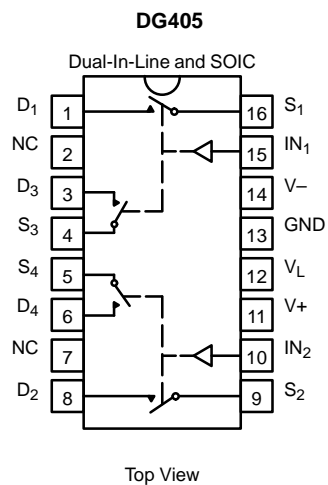 DG405
Dual-In-Line and SOIC
D1 1 16 S1
NC 2 15 IN1
D3 3 14 V–
S3 4 13 GND
S4 5 12 VL
D4 6 11 V+
NC 7 10 IN2
D2 8 9 S2
Top View